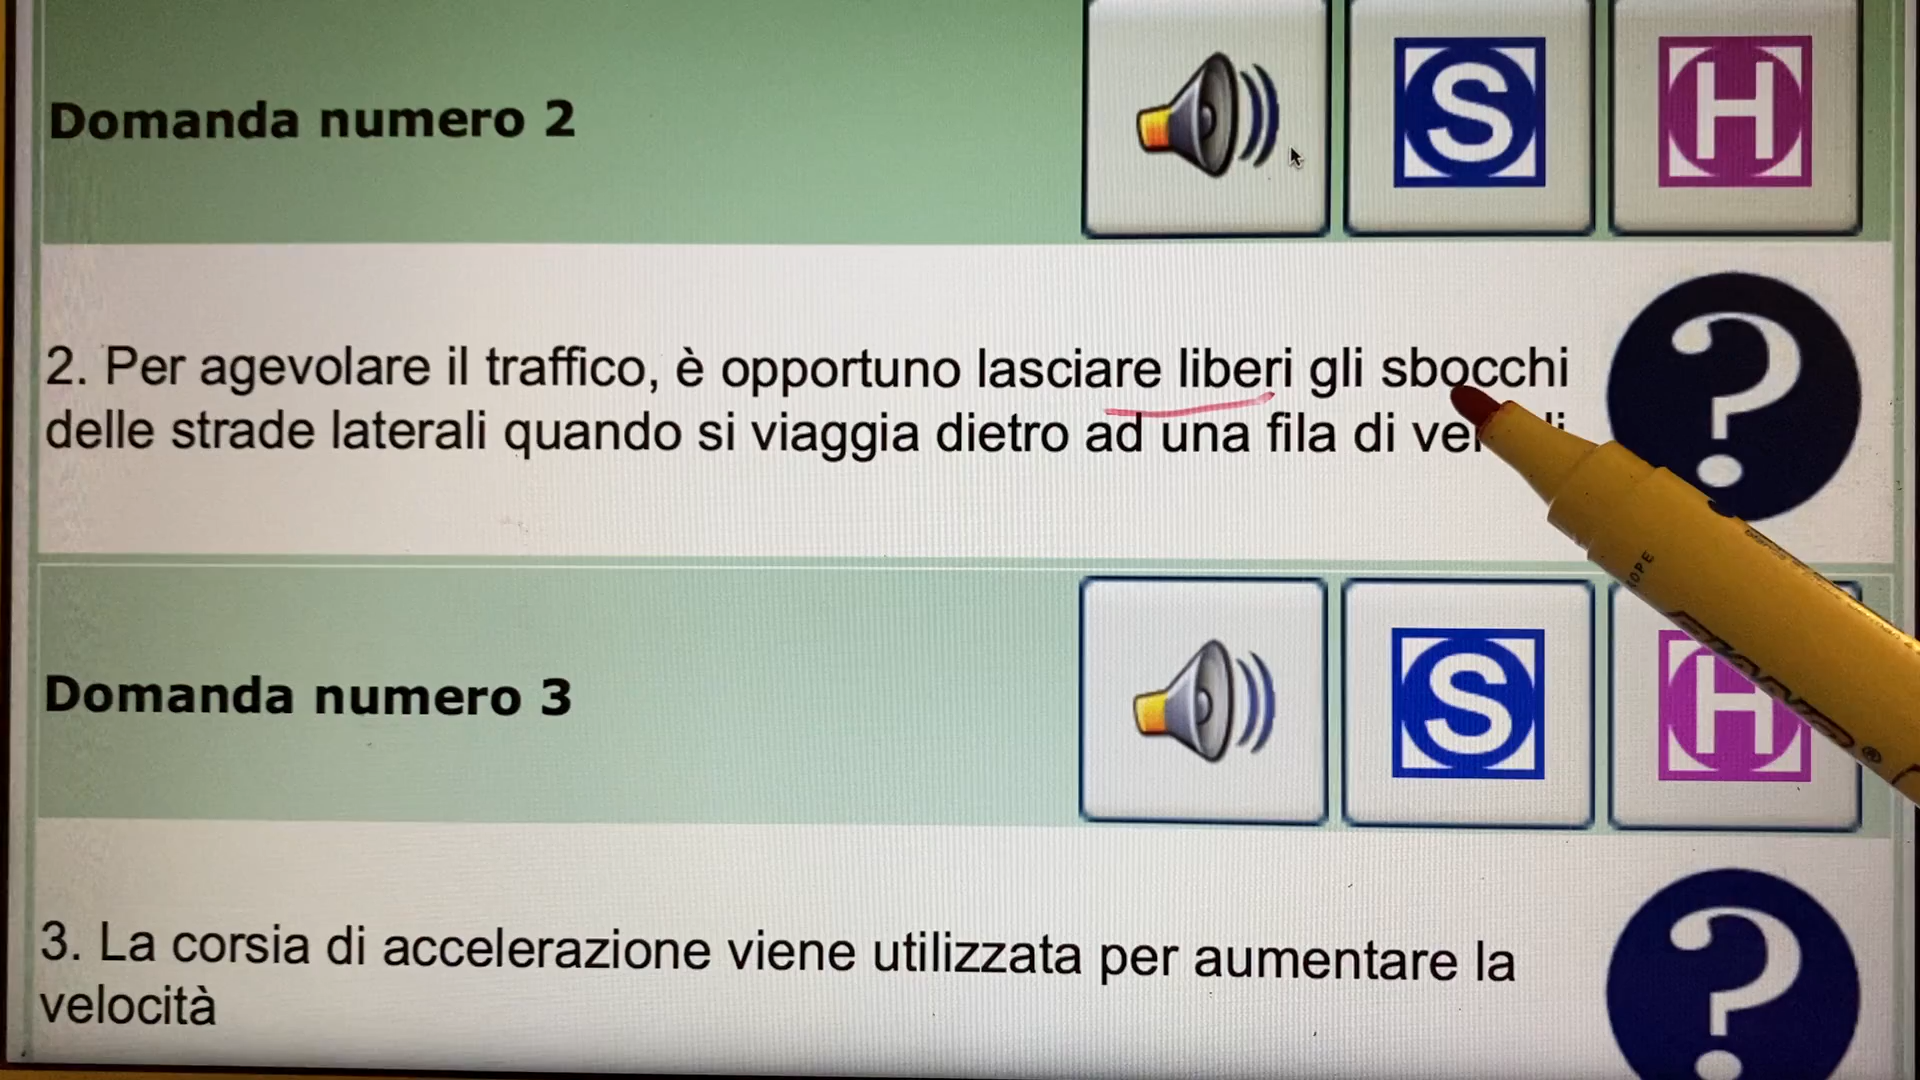 Domanda numero 2
S
H
2. Per agevolare il traffico, è opportuno lasciare liberi gli sbocchi
?
delle strade laterali quando si viaggia dietro ad una fila di
Domanda numero 3
S
H
3. La corsia di accelerazione viene utilizzata per aumentare la
velocità
?